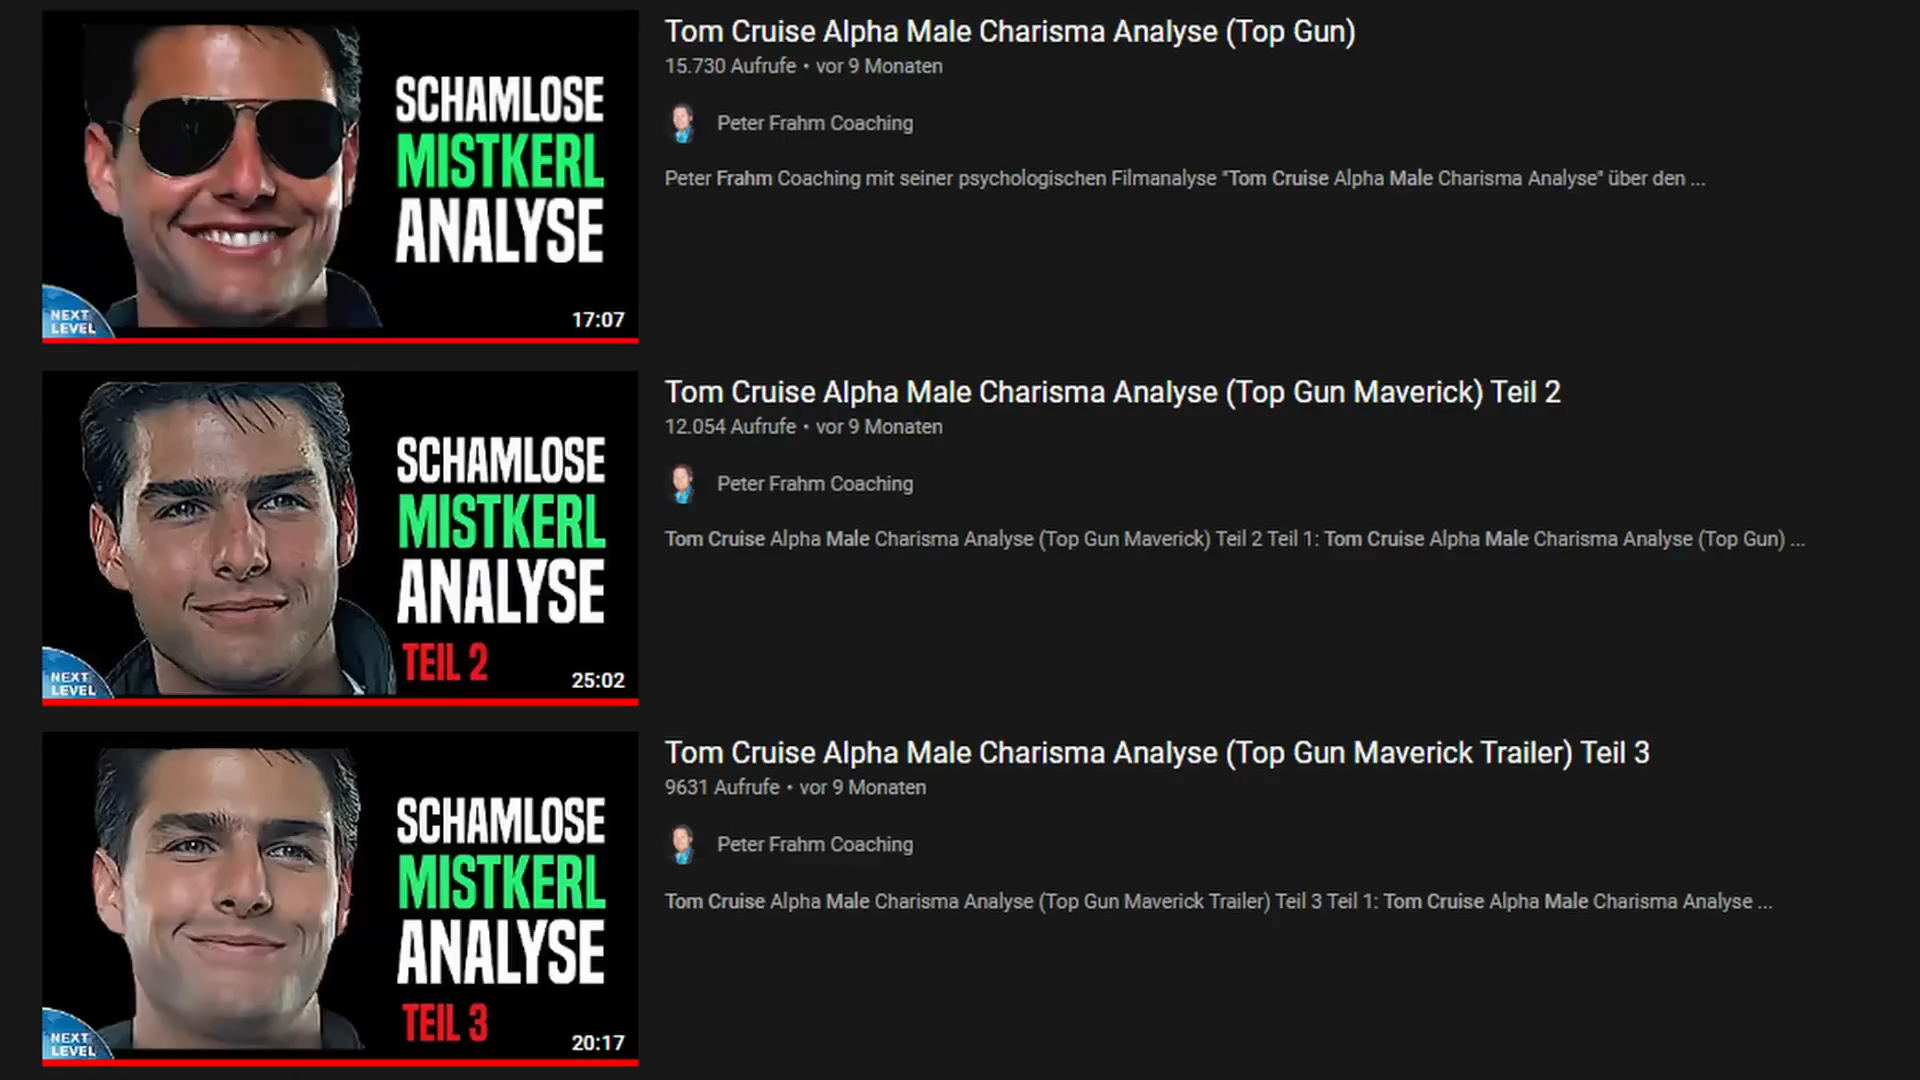 SCHAMLOSE
MISTKERL
ANALYSE
NEXT
LEVEL
17:07
Tom Cruise Alpha Male Charisma Analyse (Top Gun)
15.730 Aufrufe • vor 9 Monaten
Peter Frahm Coaching
Peter Frahm Coaching mit seiner psychologischen Filmanalyse "Tom Cruise Alpha Male Charisma Analyse" über den ...
SCHAMLOSE
MISTKERL
ANALYSE
TEIL 2
NEXT
LEVEL
25:02
Tom Cruise Alpha Male Charisma Analyse (Top Gun Maverick) Teil 2
12.054 Aufrufe • vor 9 Monaten
Peter Frahm Coaching
Tom Cruise Alpha Male Charisma Analyse (Top Gun Maverick) Teil 2 Teil 1: Tom Cruise Alpha Male Charisma Analyse (Top Gun) ...
SCHAMLOSE
MISTKERL
ANALYSE
TEIL 3
NEXT
LEVEL
20:17
Tom Cruise Alpha Male Charisma Analyse (Top Gun Maverick Trailer) Teil 3
9631 Aufrufe • vor 9 Monaten
Peter Frahm Coaching
Tom Cruise Alpha Male Charisma Analyse (Top Gun Maverick Trailer) Teil 3 Teil 1: Tom Cruise Alpha Male Charisma Analyse ...